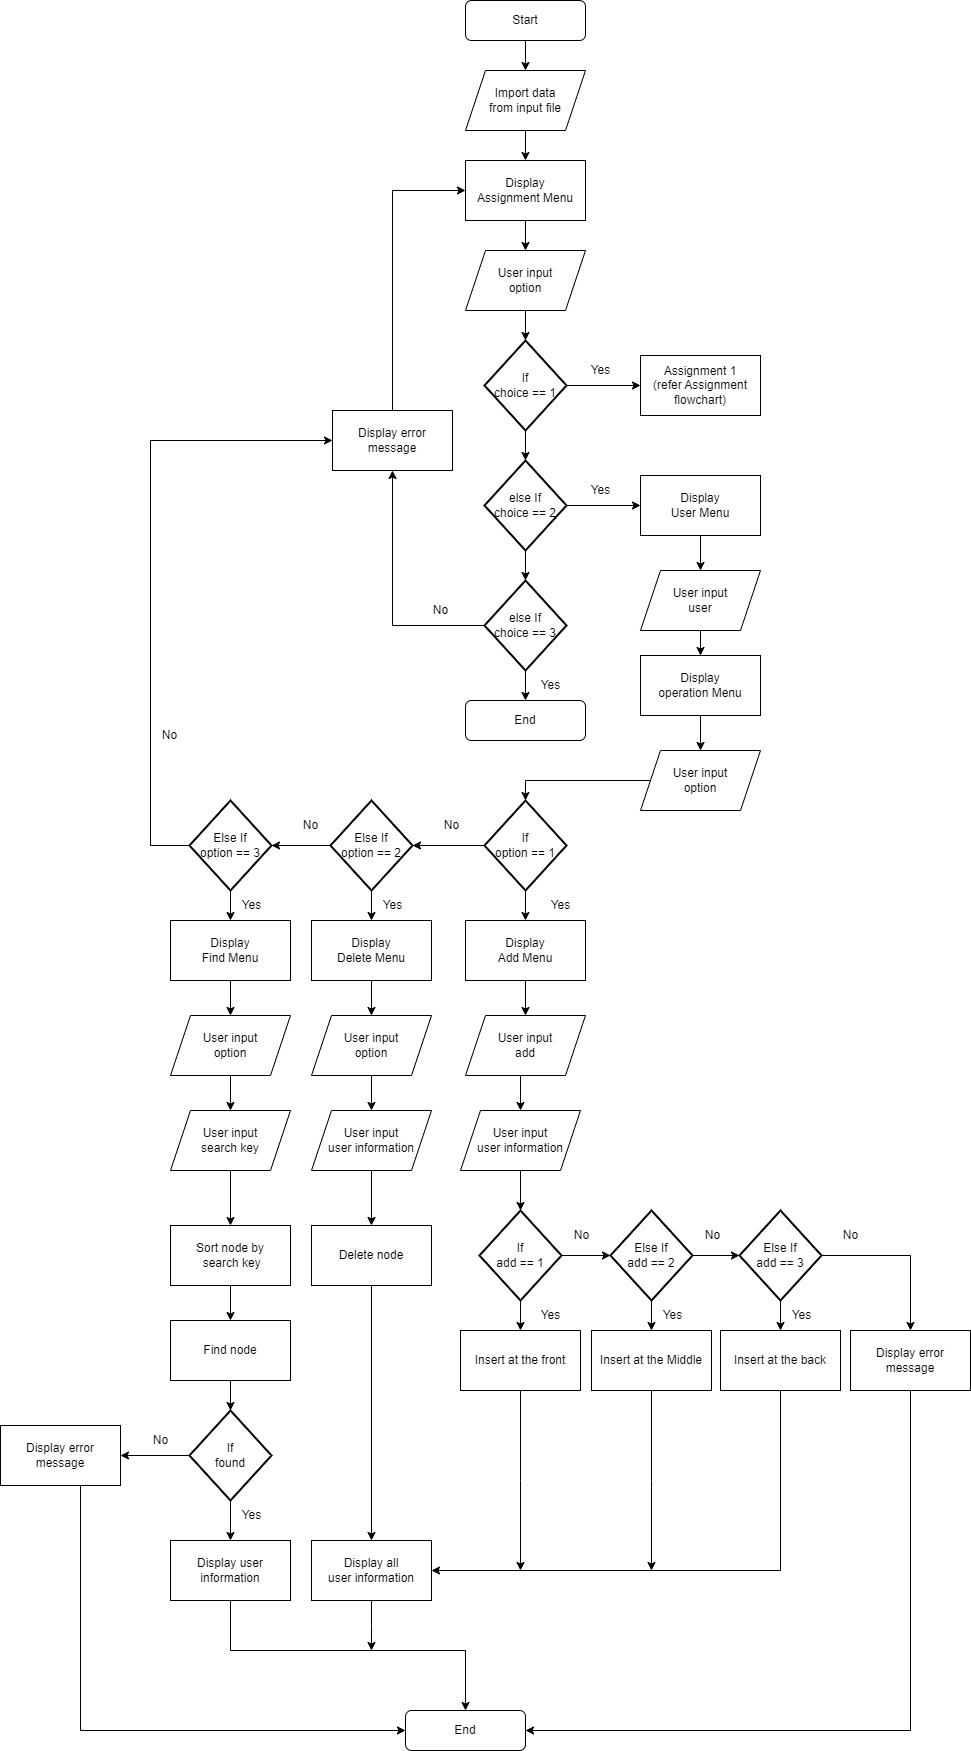 Start
Import data
from input file
Display
Assignment Menu
User input
option
If
choice == 1
Yes
Assignment 1
(refer Assignment
flowchart)
Display error
message
else If
choice == 2
Yes
Display
User Menu
User input
user
else If
choice == 3
No
Yes
Display
operation Menu
End
No
User input
option
Else If
option == 3
No
Else If
option == 2
No
If
option == 1
Yes
Yes
Yes
Display
Find Menu
Display
Delete Menu
Display
Add Menu
User input
option
User input
option
User input
add
User input
search key
User input
user information
User input
user information
Sort node by
search key
Delete node
If
add == 1
No
Else If
add == 2
No
Else If
add == 3
No
Yes
Yes
Yes
Find node
Insert at the front
Insert at the Middle
Insert at the back
Display error
message
Display error
message
No
If
found
Yes
Display user
information
Display all
user information
End